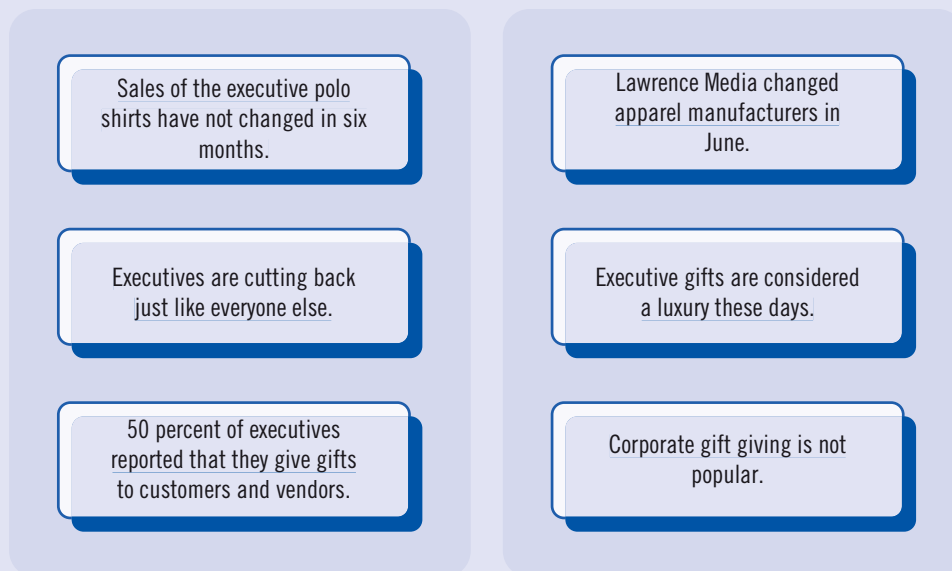 Sales of the executive polo
shirts have not changed in six
months.
Executives are cutting back
just like everyone else.
50 percent of executives
reported that they give gifts
to customers and vendors.
Lawrence Media changed
apparel manufacturers in
June.
Executive gifts are considered
a luxury these days.
Corporate gift giving is not
popular.